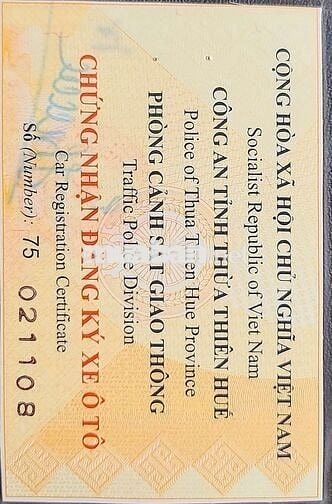 CỘNG HÒA XÃ HỘI CHỦ NGHĨA VIỆT NAM
Socialist Republic of Viet Nam
CÔNG AN TỈNH THỪA THIÊN HUẾ
Police of Thua Thien Hue Province
PHÒNG CẢNH SÁT GIAO THÔNG
Traffic Police Division
CHỨNG NHẬN ĐĂNG KÝ XE Ô TÔ
Car Registration Certificate
Số (Number): 75 021108